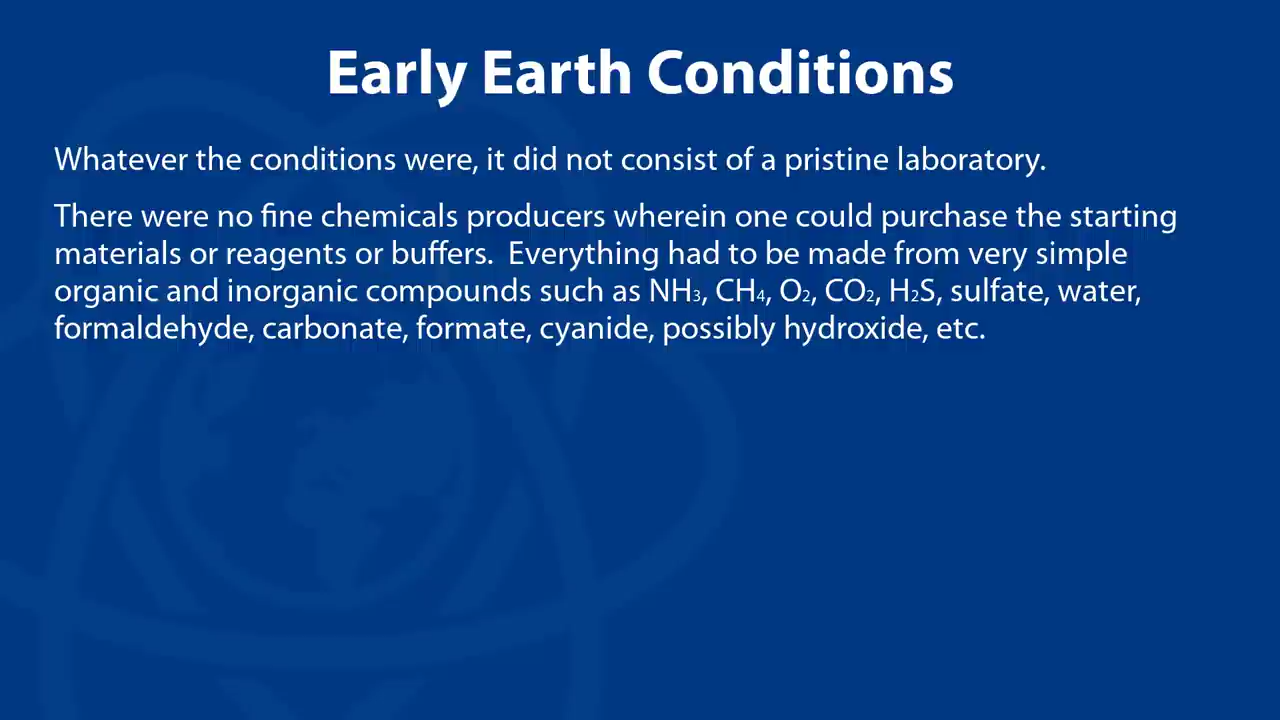 Early Earth Conditions
Whatever the conditions were, it did not consist of a pristine laboratory.
There were no fine chemicals producers wherein one could purchase the starting
materials or reagents or buffers.  Everything had to be made from very simple
organic and inorganic compounds such as NH₃, CH₄, O₂, CO₂, H₂S, sulfate, water,
formaldehyde, carbonate, formate, cyanide, possibly hydroxide, etc.